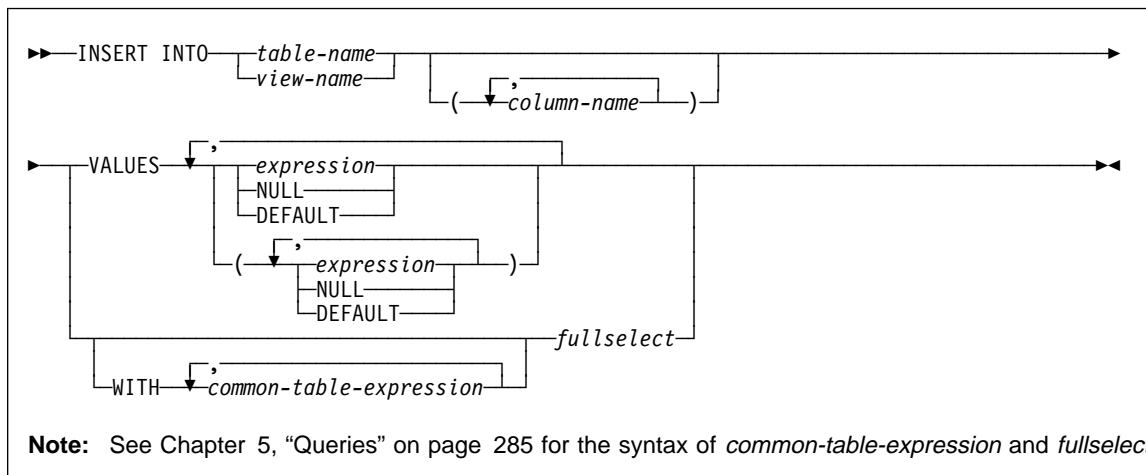 INSERT INTO table-name
view-name
,
( column-name )
VALUES ,
expression
NULL
DEFAULT
,
( expression )
NULL
DEFAULT
fullselect
,
WITH common-table-expression
Note: See Chapter 5, “Queries” on page 285 for the syntax of common-table-expression and fullselec